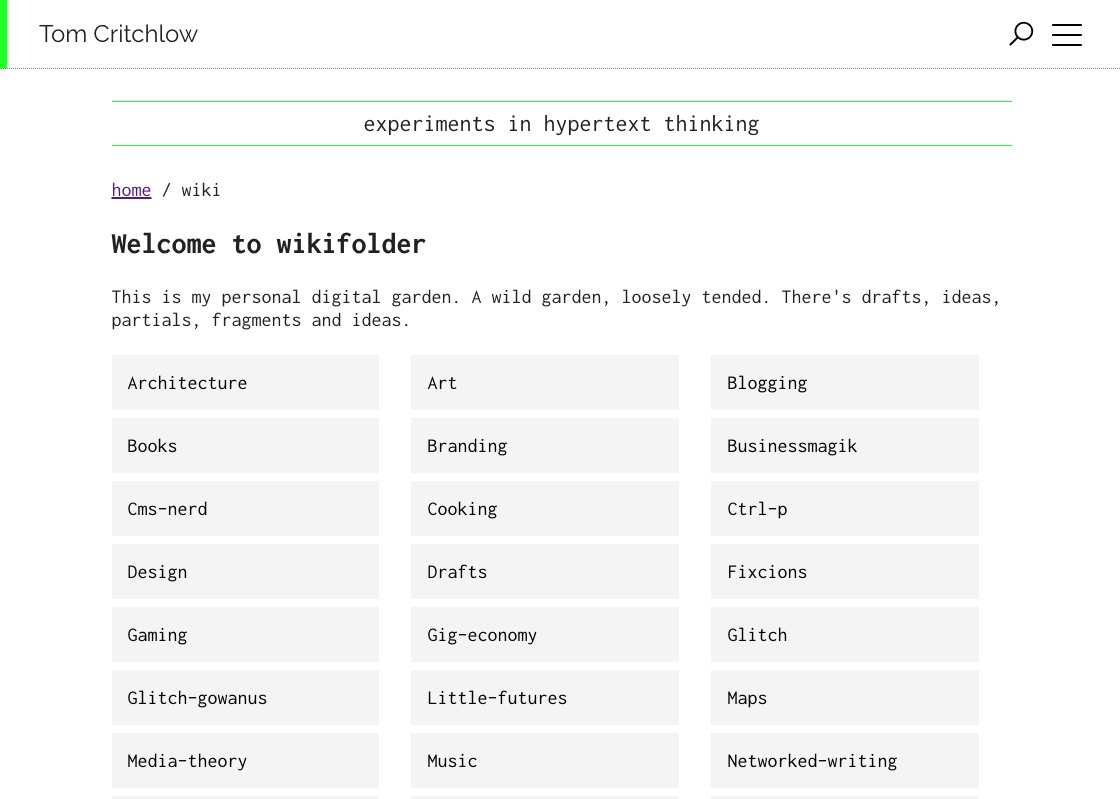 Tom Critchlow
experiments in hypertext thinking
home / wiki
Welcome to wikifolder
This is my personal digital garden. A wild garden, loosely tended. There's drafts, ideas,
partials, fragments and ideas.
Architecture
Art
Blogging
Books
Branding
Businessmagik
Cms-nerd
Cooking
Ctrl-p
Design
Drafts
Fixcions
Gaming
Gig-economy
Glitch
Glitch-gowanus
Little-futures
Maps
Media-theory
Music
Networked-writing